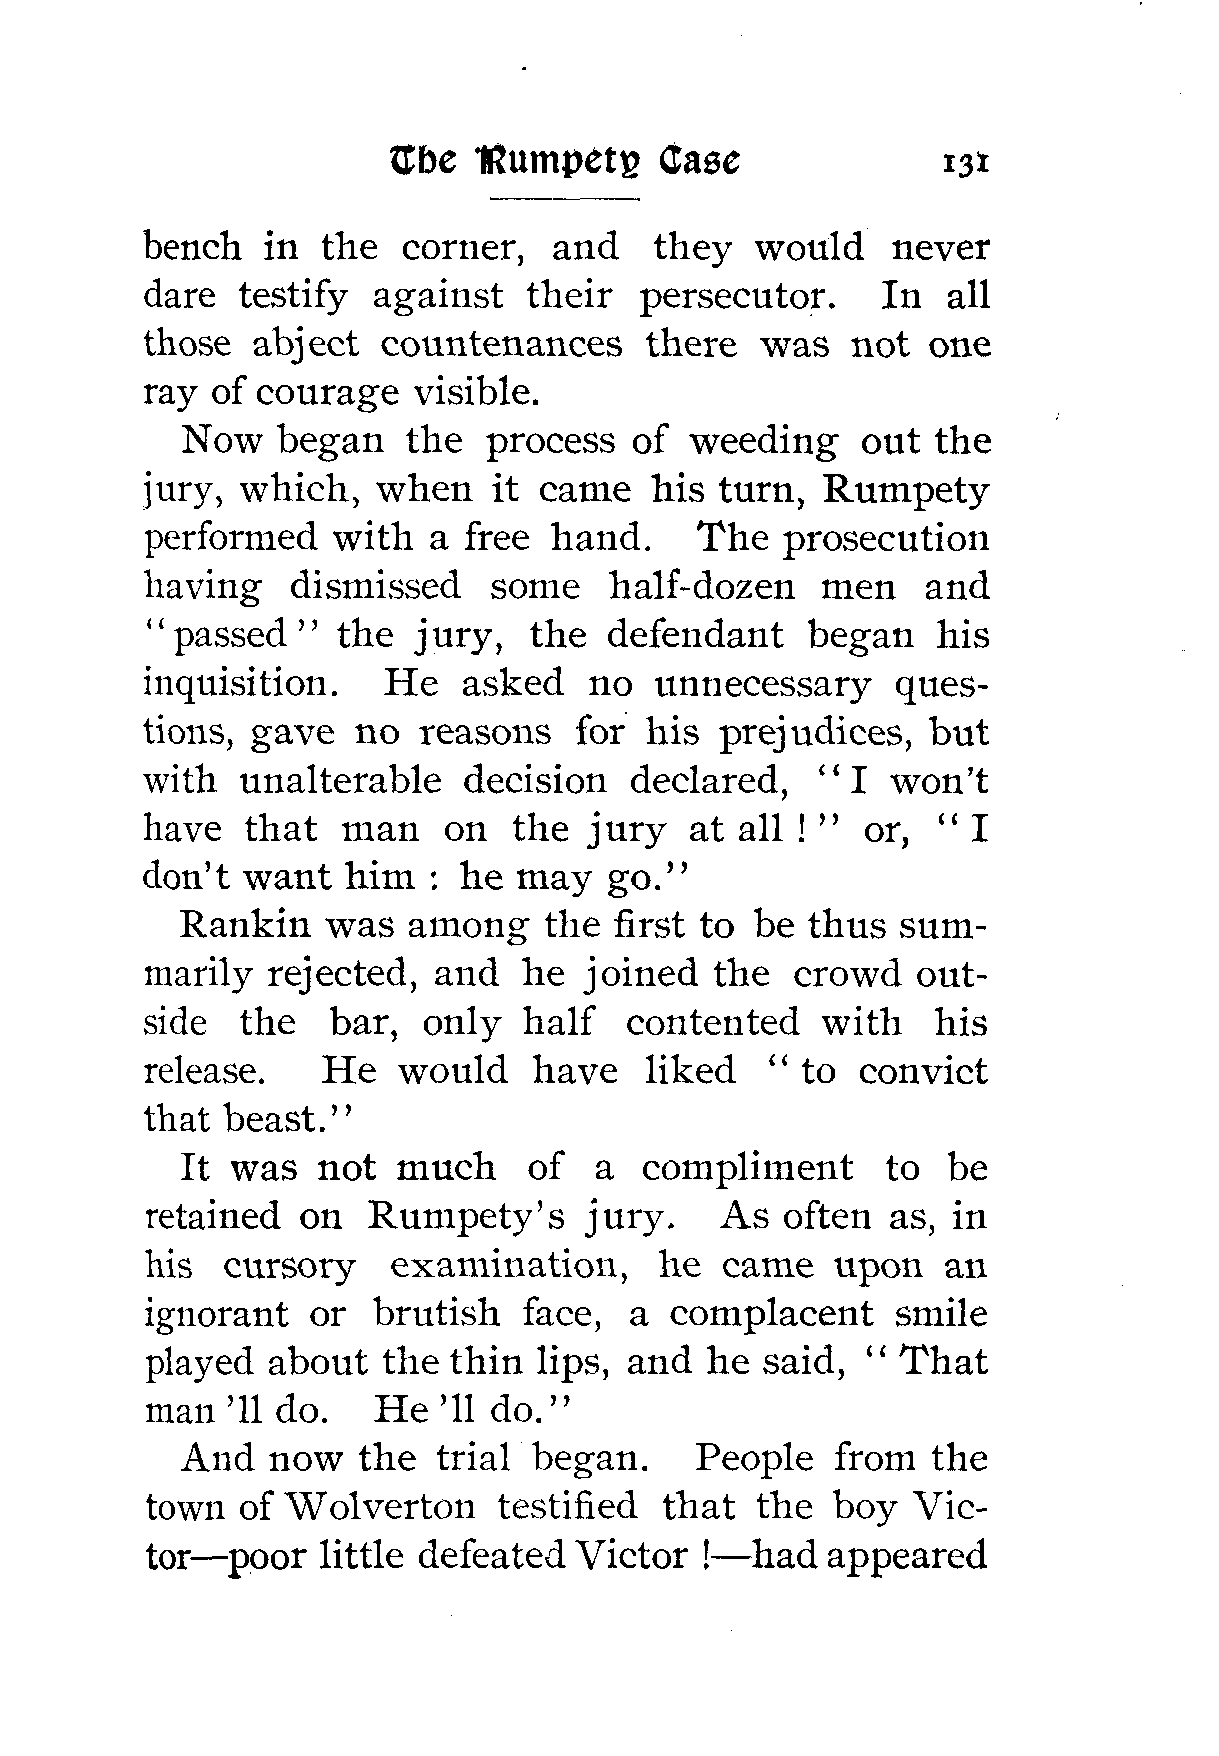 The Rumpety Case 131
bench in the corner, and they would never
dare testify against their persecutor. In all
those abject countenances there was not one
ray of courage visible.
Now began the process of weeding out the
jury, which, when it came his turn, Rumpety
performed with a free hand. The prosecution
having dismissed some half-dozen men and
"passed" the jury, the defendant began his
inquisition. He asked no unnecessary ques-
tions, gave no reasons for his prejudices, but
with unalterable decision declared, "I won't
have that man on the jury at all!" or, "I
don't want him : he may go."
Rankin was among the first to be thus sum-
marily rejected, and he joined the crowd out-
side the bar, only half contented with his
release. He would have liked "to convict
that beast."
It was not much of a compliment to be
retained on Rumpety's jury. As often as, in
his cursory examination, he came upon an
ignorant or brutish face, a complacent smile
played about the thin lips, and he said, "That
man 'll do. He 'll do."
And now the trial began. People from the
town of Wolverton testified that the boy Vic-
tor—poor little defeated Victor !—had appeared